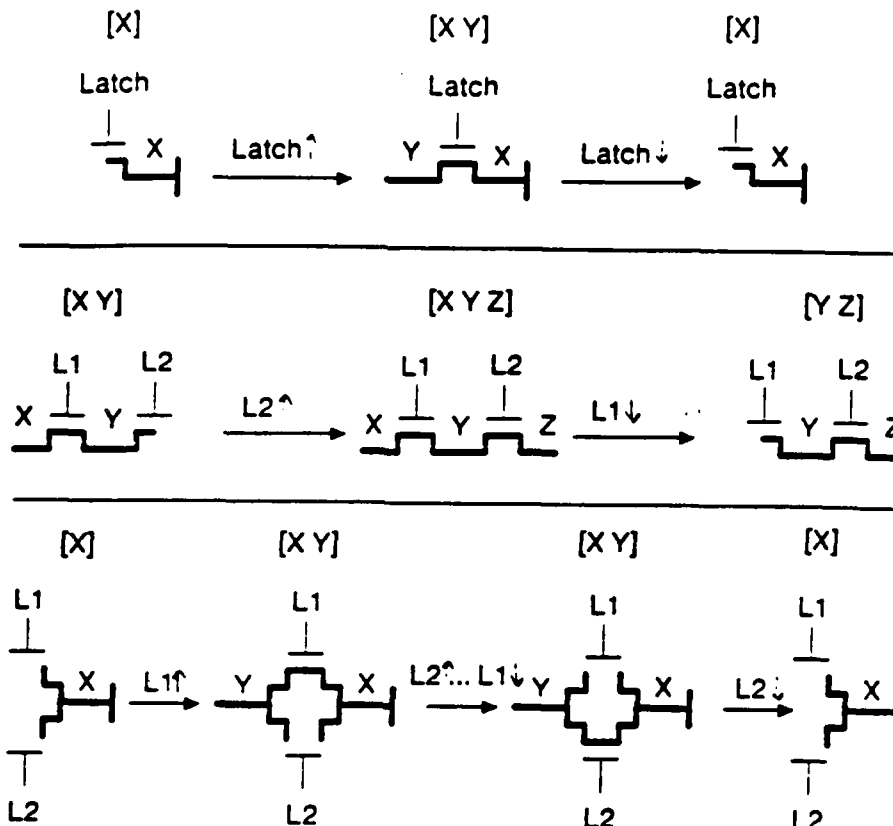 [X] [X Y] [X]
Latch Latch Latch
X Latch↑ Y X Latch↓ X
[X Y] [X Y Z] [Y Z]
L1 L2 L1 L2 L1 L2
X Y L2↑ X Y Z L1↓ Y Z
[X] [X Y] [X Y] [X]
L1 L1 L1 L1
X L1↑ Y X L2↑... L1↓ Y X L2↓ X
L2 L2 L2 L2